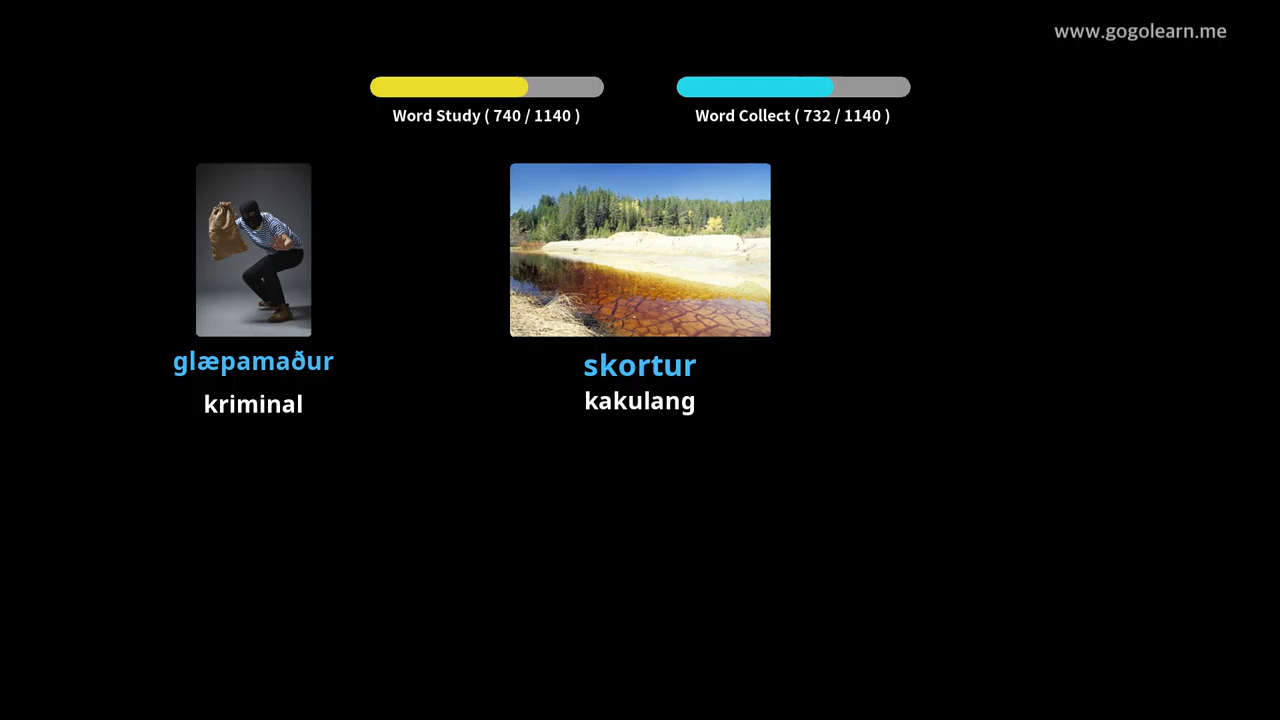 www.gogolearn.me
Word Study ( 740 / 1140 )
Word Collect ( 732 / 1140 )
glæpamaður
kriminal
skortur
kakulang